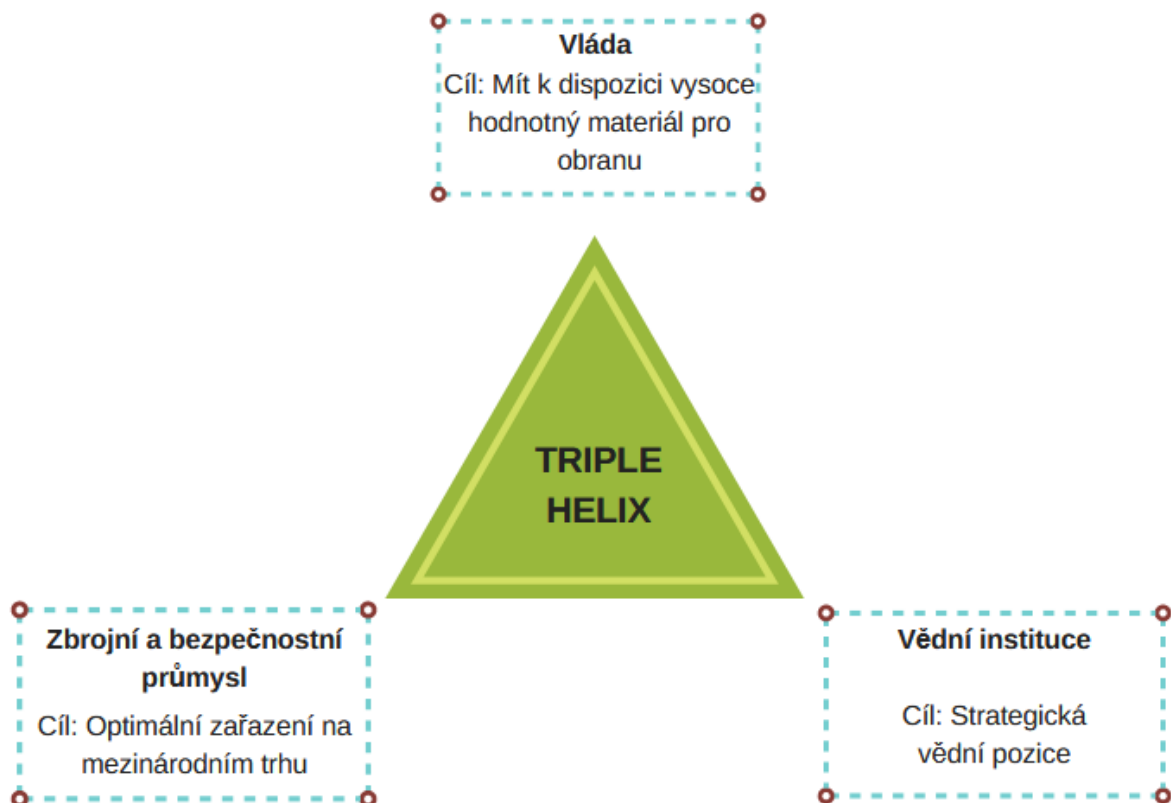 Vláda
Cíl: Mít k dispozici vysoce
hodnotný materiál pro
obranu
TRIPLE
HELIX
Zbrojní a bezpečnostní
průmysl
Cíl: Optimální zařazení na
mezinárodním trhu
Vědní instituce
Cíl: Strategická
vědní pozice